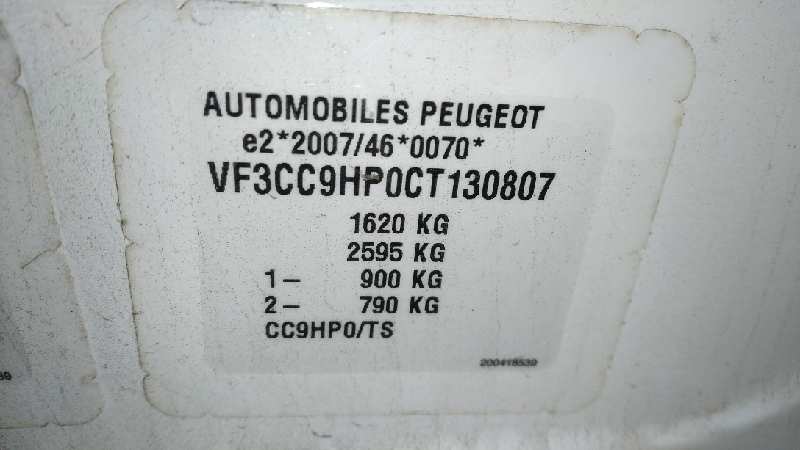 AUTOMOBILES PEUGEOT
e2*2007/46*0070*
VF3CC9HP0CT130807
1620 KG
2595 KG
1- 900 KG
2- 790 KG
CC9HP0/TS
200418539